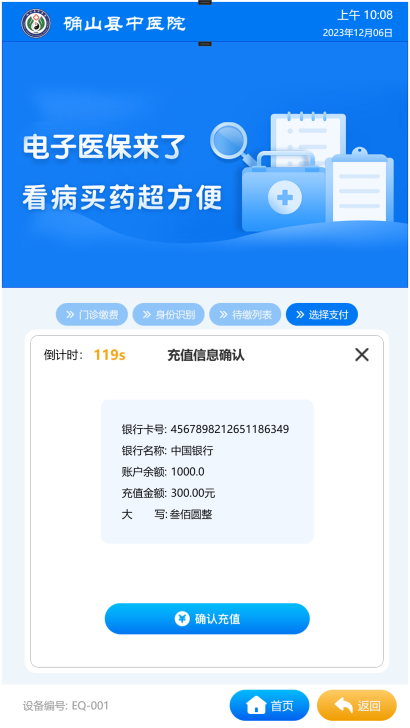 确山县中医院
上午 10:08
2023年12月06日
电子医保来了
看病买药超方便
门诊缴费
身份识别
待缴列表
选择支付
倒计时: 119s
充值信息确认
银行卡号: 4567898212651186349
银行名称: 中国银行
账户余额: 1000.0
充值金额: 300.00元
大 写: 叁佰圆整
确认充值
设备编号: EQ-001
首页
返回